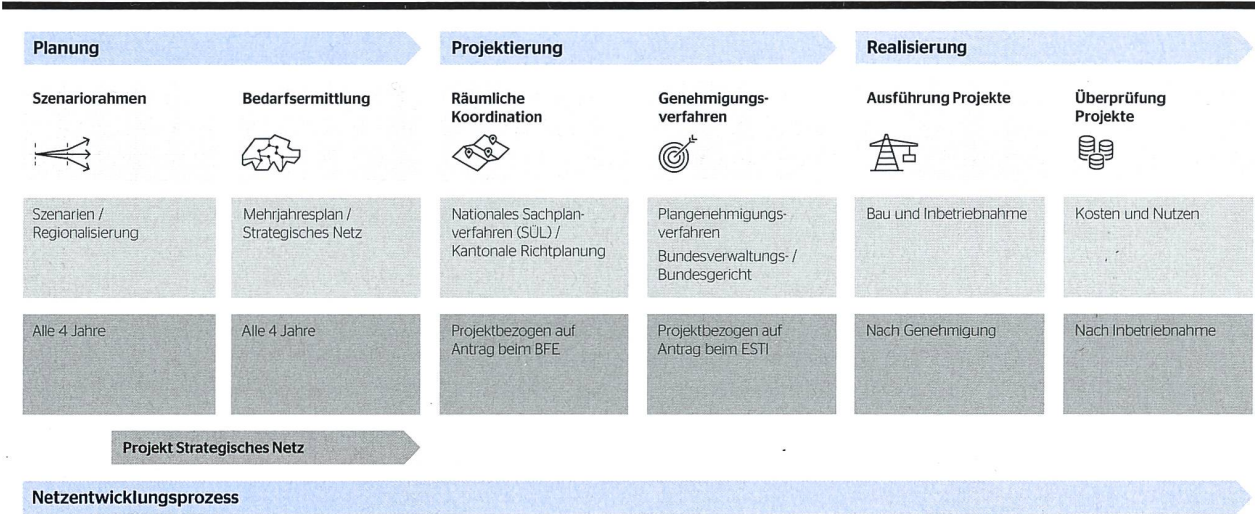 Planung
Projektierung
Realisierung
Szenariorahmen
Bedarfsermittlung
Räumliche
Koordination
Genehmigungs-
verfahren
Ausführung Projekte
Überprüfung
Projekte
Szenarien /
Regionalisierung
Mehrjahresplan /
Strategisches Netz
Nationales Sachplan-
verfahren (SÜL) /
Kantonale Richtplanung
Plangenehmigungs-
verfahren
Bundesverwaltungs- /
Bundesgericht
Bau und Inbetriebnahme
Kosten und Nutzen
Alle 4 Jahre
Alle 4 Jahre
Projektbezogen auf
Antrag beim BFE
Projektbezogen auf
Antrag beim ESTI
Nach Genehmigung
Nach Inbetriebnahme
Projekt Strategisches Netz
Netzentwicklungsprozess